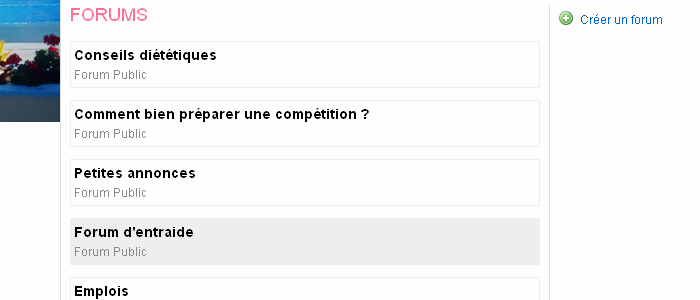 FORUMS
Créer un forum
Conseils diététiques
Forum Public
Comment bien préparer une compétition ?
Forum Public
Petites annonces
Forum Public
Forum d'entraide
Forum Public
Emplois